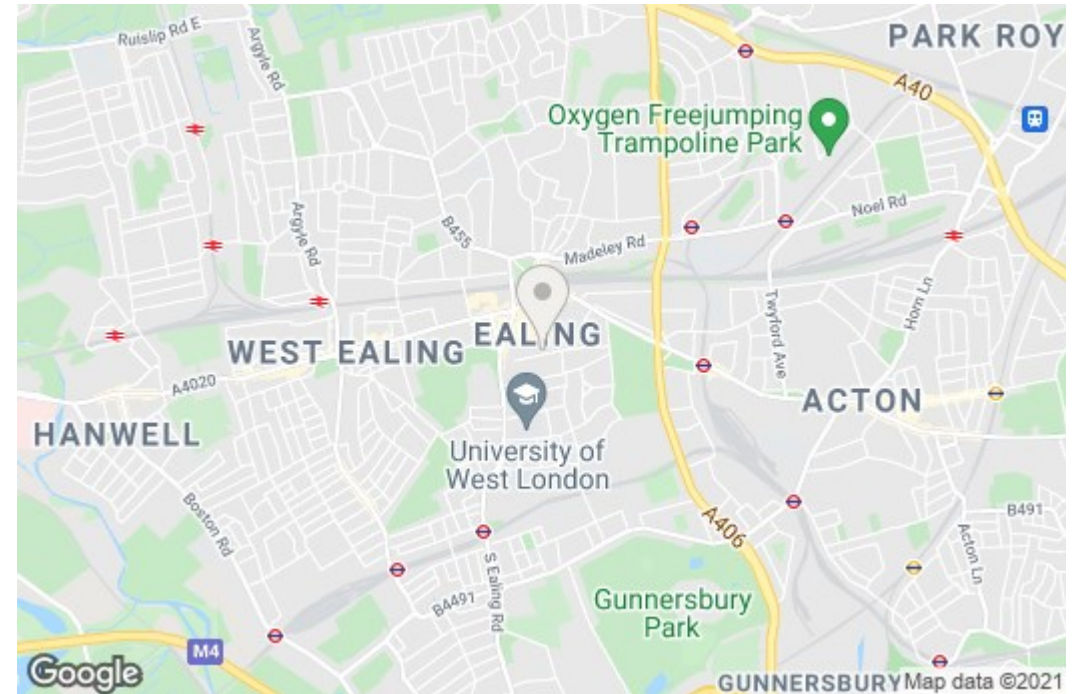 Ruislip Rd E
Argyle Rd
PARK ROY
A40
Oxygen Freejumping
Trampoline Park
Noel Rd
Argyle Rd
B455
Madeley Rd
Horn Ln
Twyford Ave
EALING
WEST EALING
A4020
ACTON
HANWELL
University of
West London
Boston Rd
A406
B491
Acton Ln
S Ealing Rd
B4491
Gunnersbury
Park
M4
Google
GUNNERSBURY
Map data ©2021